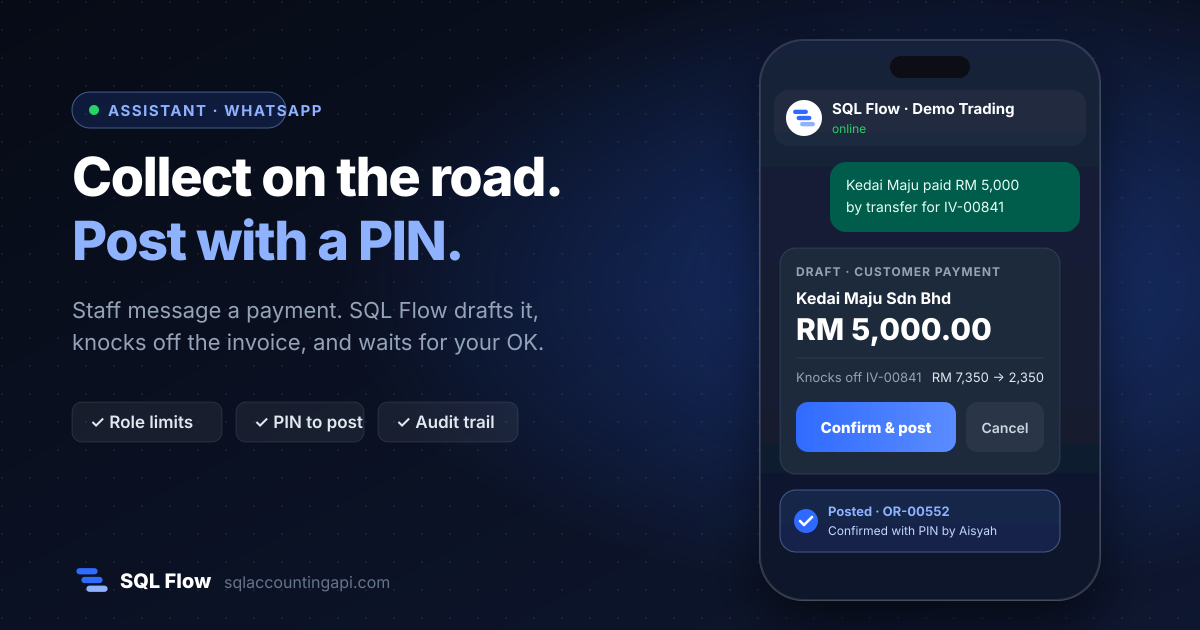 ASSISTANT · WHATSAPP
Collect on the road.
Post with a PIN.
Staff message a payment. SQL Flow drafts it,
knocks off the invoice, and waits for your OK.
✓ Role limits
✓ PIN to post
✓ Audit trail
SQL Flow sqlaccountingapi.com
SQL Flow · Demo Trading
online
Kedai Maju paid RM 5,000
by transfer for IV-00841
DRAFT · CUSTOMER PAYMENT
Kedai Maju Sdn Bhd
RM 5,000.00
Knocks off IV-00841 RM 7,350 → 2,350
Confirm & post
Cancel
Posted · OR-00552
Confirmed with PIN by Aisyah